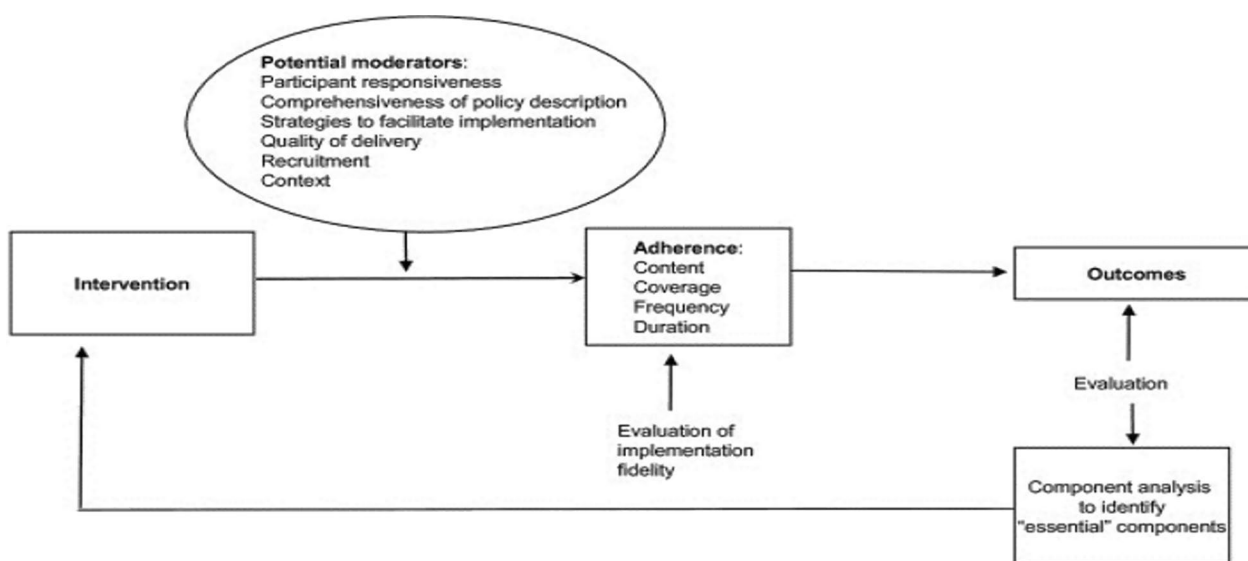 Potential moderators:
Participant responsiveness
Comprehensiveness of policy description
Strategies to facilitate implementation
Quality of delivery
Recruitment
Context
Intervention
Adherence:
Content
Coverage
Frequency
Duration
Outcomes
Evaluation
Evaluation of
implementation
fidelity
Component analysis
to identify
"essential" components